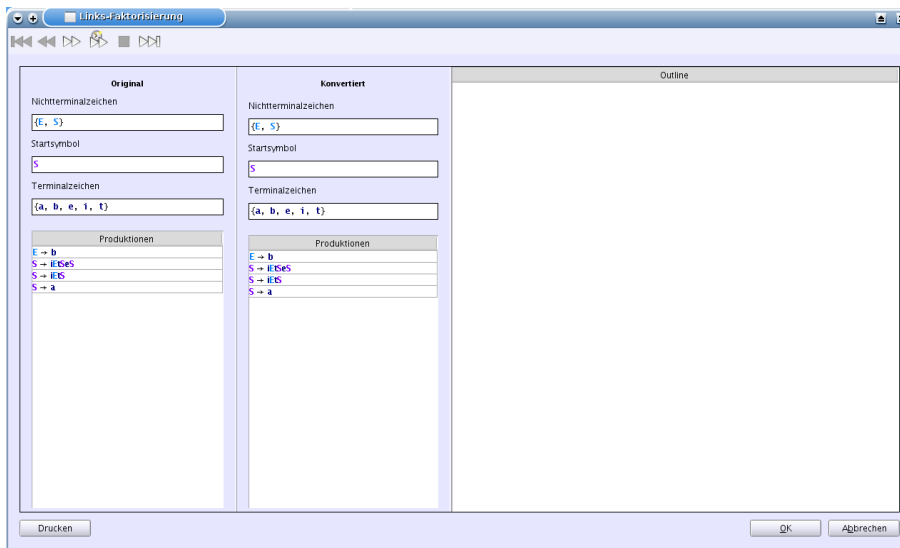 Links-Faktorisierung
Original
Nichtterminalzeichen
{E, S}
Startsymbol
S
Terminalzeichen
{a, b, e, i, t}
Produktionen
E → b
S → iEtSeS
S → iEtS
S → a
Konvertiert
Nichtterminalzeichen
{E, S}
Startsymbol
S
Terminalzeichen
{a, b, e, i, t}
Produktionen
E → b
S → iEtSeS
S → iEtS
S → a
Outline
Drucken
OK
Abbrechen